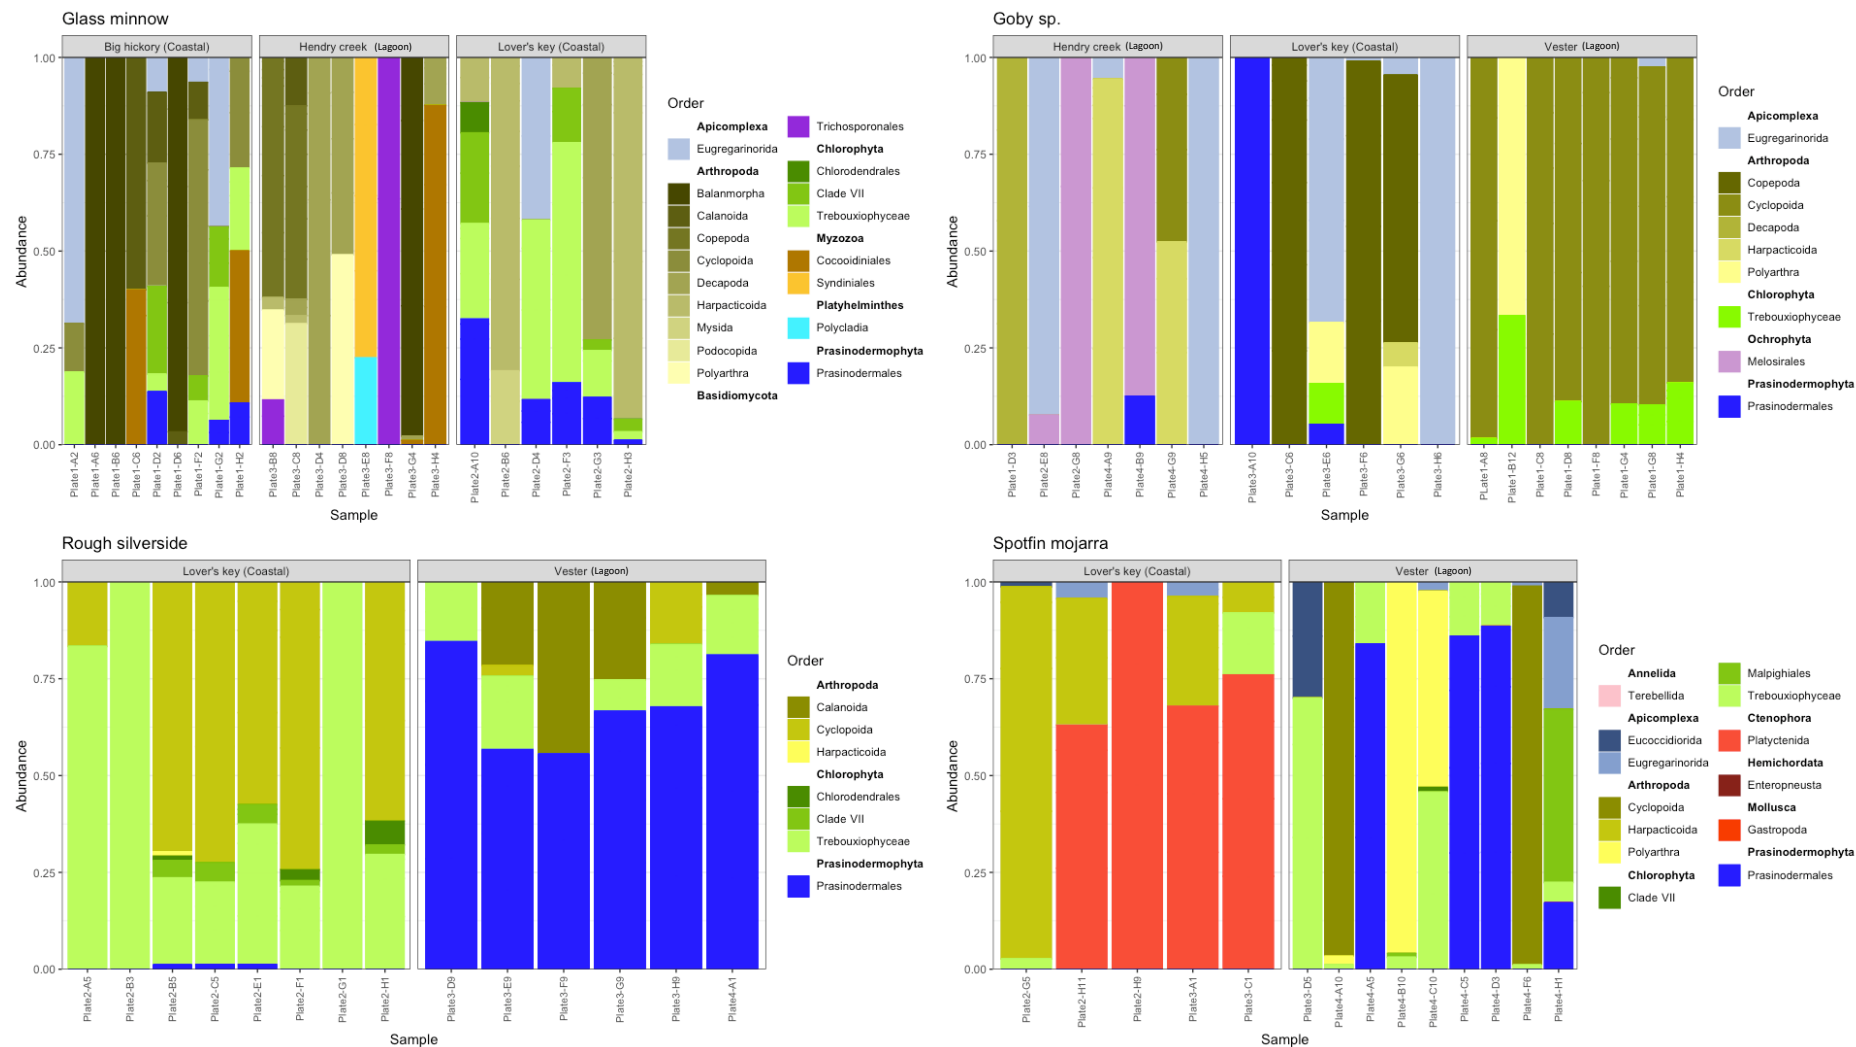 Glass minnow
Big hickory (Coastal)
Hendry creek (Lagoon)
Lover's key (Coastal)
1.00
0.75
0.50
0.25
0.00
Abundance
Plate1-A2
Plate1-A6
Plate1-B6
Plate1-C6
Plate1-D2
Plate1-D6
Plate1-F2
Plate1-G2
Plate1-H2
Plate3-B8
Plate3-C8
Plate3-D4
Plate3-D8
Plate3-E8
Plate3-F8
Plate3-G4
Plate3-H4
Plate2-A10
Plate2-B6
Plate2-D4
Plate2-F3
Plate2-G3
Plate2-H3
Sample
Order
Apicomplexa
Eugregarinorida
Arthropoda
Balanmorpha
Calanoida
Copepoda
Cyclopoida
Decapoda
Harpacticoida
Mysida
Podocopida
Polyarthra
Basidiomycota
Trichosporonales
Chlorophyta
Chlorodendrales
Clade VII
Trebouxiophyceae
Myzozoa
Cocooidiniales
Syndiniales
Platyhelminthes
Polycladia
Prasinodermophyta
Prasinodermales
Goby sp.
Hendry creek (Lagoon)
Lover's key (Coastal)
Vester (Lagoon)
1.00
0.75
0.50
0.25
0.00
Abundance
Plate1-D3
Plate2-E8
Plate2-G8
Plate4-A9
Plate4-B9
Plate4-G9
Plate4-H5
Plate3-A10
Plate3-C6
Plate3-E6
Plate3-F6
Plate3-G6
Plate3-H6
PLate1-A8
Plate1-B12
Plate1-C8
Plate1-D8
Plate1-F8
Plate1-G4
Plate1-G8
Plate1-H4
Sample
Order
Apicomplexa
Eugregarinorida
Arthropoda
Copepoda
Cyclopoida
Decapoda
Harpacticoida
Polyarthra
Chlorophyta
Trebouxiophyceae
Ochrophyta
Melosirales
Prasinodermophyta
Prasinodermales
Rough silverside
Lover's key (Coastal)
Vester (Lagoon)
1.00
0.75
0.50
0.25
0.00
Abundance
Plate2-A5
Plate2-B3
Plate2-B5
Plate2-C5
Plate2-E1
Plate2-F1
Plate2-G1
Plate2-H1
Plate3-D9
Plate3-E9
Plate3-F9
Plate3-G9
Plate3-H9
Plate4-A1
Sample
Order
Arthropoda
Calanoida
Cyclopoida
Harpacticoida
Chlorophyta
Chlorodendrales
Clade VII
Trebouxiophyceae
Prasinodermophyta
Prasinodermales
Spotfin mojarra
Lover's key (Coastal)
Vester (Lagoon)
1.00
0.75
0.50
0.25
0.00
Abundance
Plate2-G5
Plate2-H11
Plate2-H9
Plate3-A1
Plate3-C1
Plate3-D5
Plate4-A10
Plate4-A5
Plate4-B10
Plate4-C10
Plate4-C5
Plate4-D3
Plate4-F6
Plate4-H1
Sample
Order
Annelida
Terebellida
Apicomplexa
Eucoccidiorida
Eugregarinorida
Arthropoda
Cyclopoida
Harpacticoida
Polyarthra
Chlorophyta
Clade VII
Malpighiales
Trebouxiophyceae
Ctenophora
Platyctenida
Hemichordata
Enteropneusta
Mollusca
Gastropoda
Prasinodermophyta
Prasinodermales